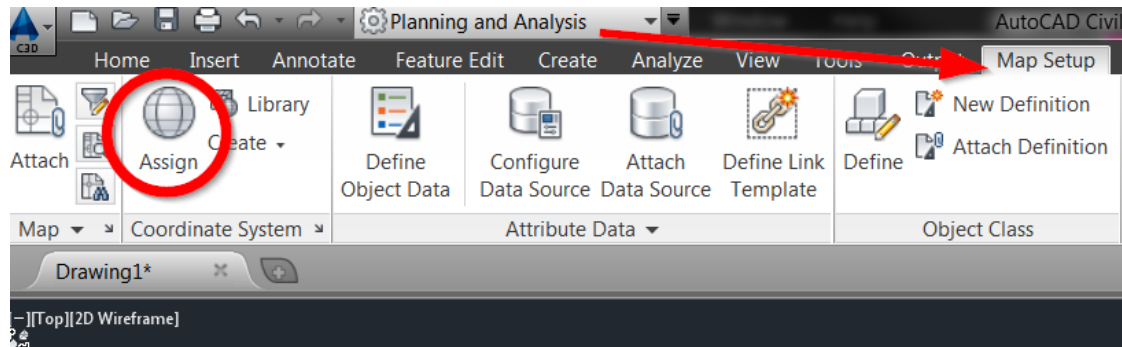 Planning and Analysis
AutoCAD Civi
C3D
Home Insert Annotate Feature Edit Create Analyze View Tools Output Map Setup
Library
New Definition
Create
Attach Definition
Attach
Assign
Define
Object Data
Configure
Data Source
Attach
Data Source
Define Link
Template
Define
Map
Coordinate System
Attribute Data
Object Class
Drawing1*
[−][Top][2D Wireframe]